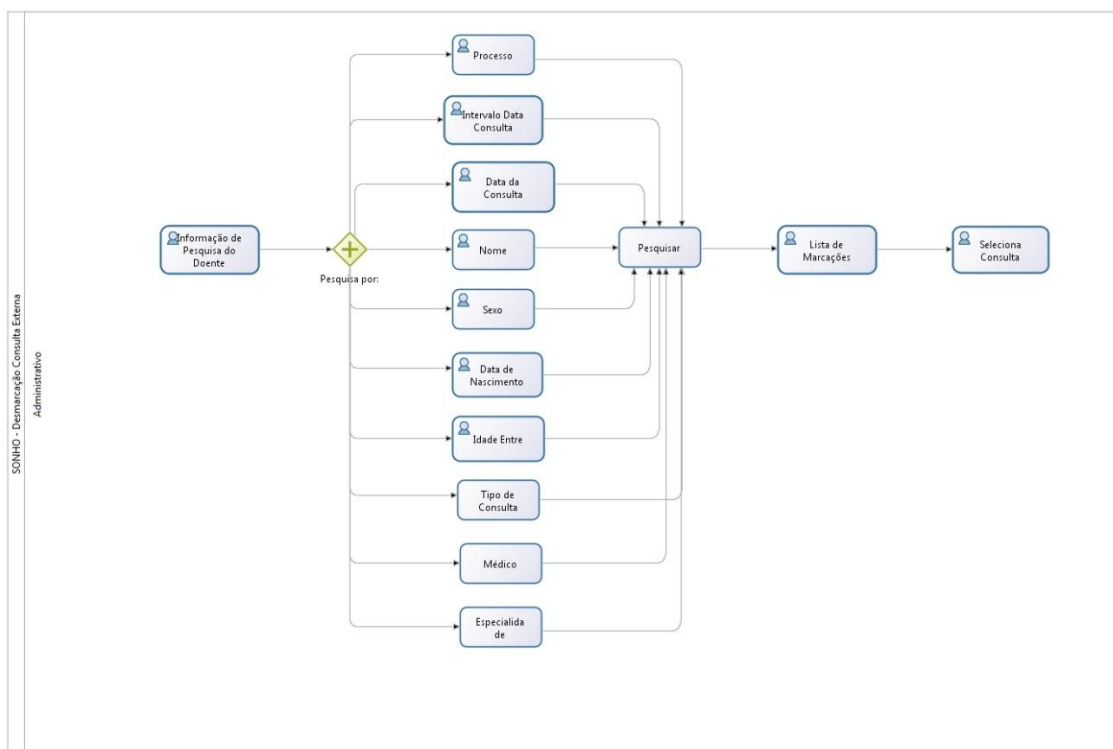 SONHO - Desmarcação Consulta Externa
Administrativo
Informação de
Pesquisa do
Doente
Pesquisa por:
Processo
Intervalo Data
Consulta
Data da
Consulta
Nome
Sexo
Data de
Nascimento
Idade Entre
Tipo de
Consulta
Médico
Especialida
de
Pesquisar
Lista de
Marcações
Seleciona
Consulta